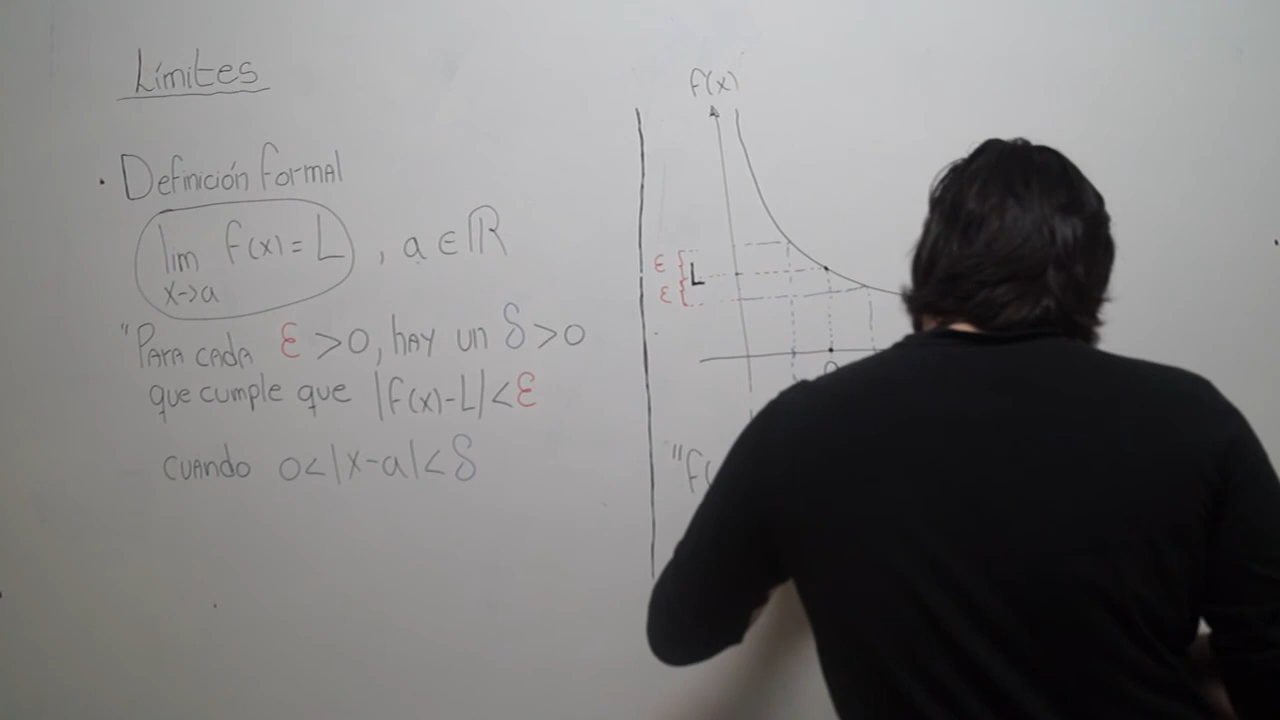 Límites
• Definición formal
lim f(x) = L , a ∈ ℝ
x→a
"Para cada ε > 0, hay un δ > 0
que cumple que |f(x)-L| < ε
cuando 0<|x-a|<δ
f(x)
ε
L
ε
"f(